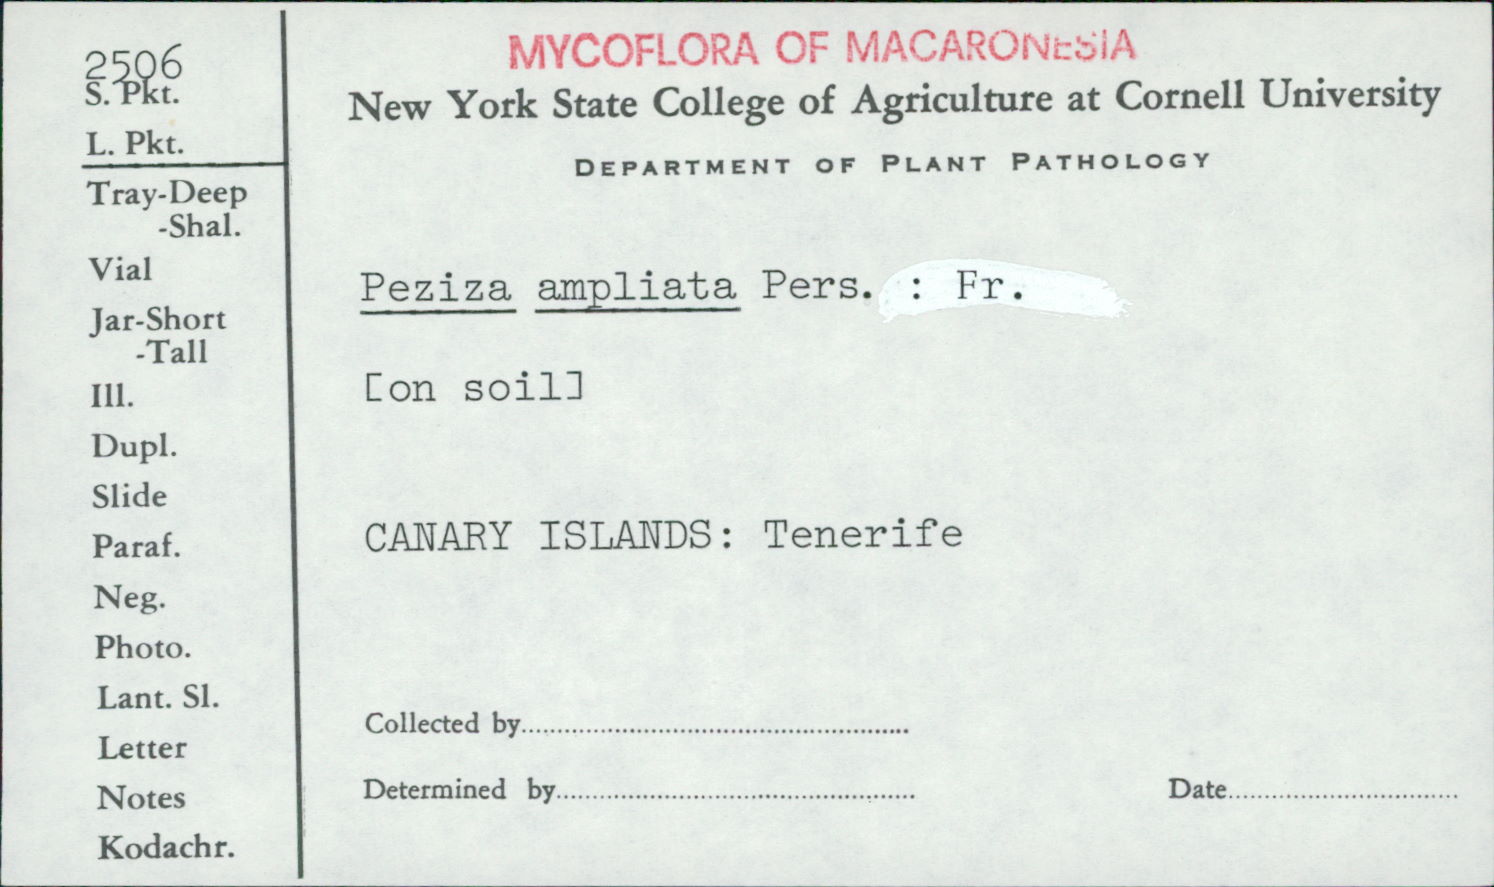 2506
S. Pkt.
L. Pkt.
Tray-Deep
-Shal.
Vial
Jar-Short
-Tall
Ill.
Dupl.
Slide
Paraf.
Neg.
Photo.
Lant. Sl.
Letter
Notes
Kodachr.
MYCOFLORA OF MACARONESIA
New York State College of Agriculture at Cornell University
DEPARTMENT OF PLANT PATHOLOGY
Peziza ampliata Pers. : Fr.
[on soil]
CANARY ISLANDS: Tenerife
Collected by
Determined by
Date